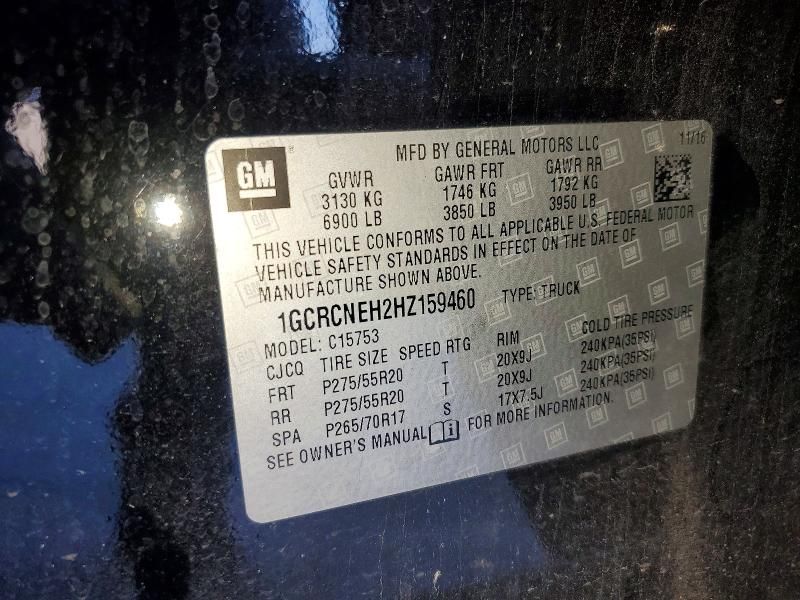 GM
MFD BY GENERAL MOTORS LLC 11/16
GVWR GAWR FRT GAWR RR
3130 KG 1746 KG 1792 KG
6900 LB 3850 LB 3950 LB
THIS VEHICLE CONFORMS TO ALL APPLICABLE U.S. FEDERAL MOTOR
VEHICLE SAFETY STANDARDS IN EFFECT ON THE DATE OF
MANUFACTURE SHOWN ABOVE.
1GCRCNEH2HZ159460 TYPE: TRUCK
MODEL: C15753
CJCQ TIRE SIZE SPEED RTG RIM COLD TIRE PRESSURE
FRT P275/55R20 T 20X9J 240KPA(35PSI)
RR P275/55R20 T 20X9J 240KPA(35PSI)
SPA P265/70R17 S 17X7.5J 240KPA(35PSI)
SEE OWNER'S MANUAL i FOR MORE INFORMATION.